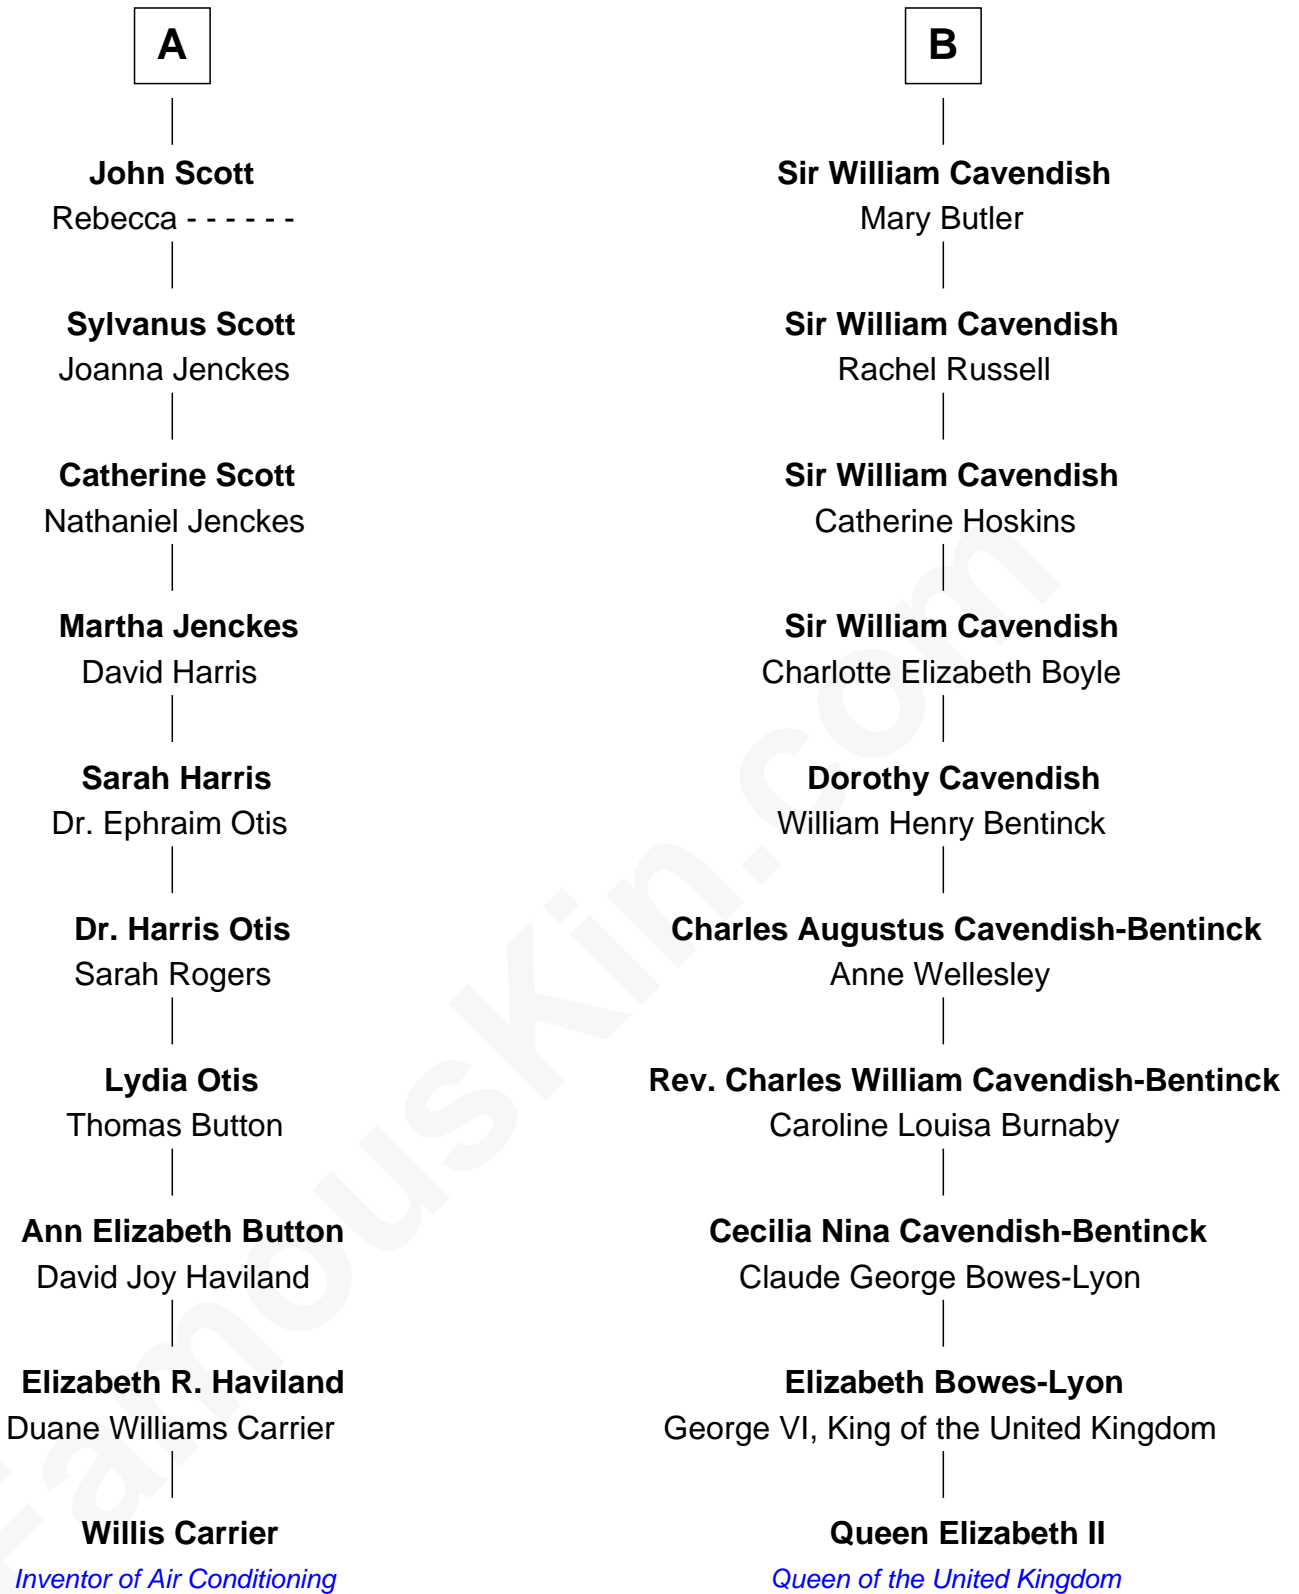 A
John Scott
Rebecca - - - - - -
Sylvanus Scott
Joanna Jenckes
Catherine Scott
Nathaniel Jenckes
Martha Jenckes
David Harris
Sarah Harris
Dr. Ephraim Otis
Dr. Harris Otis
Sarah Rogers
Lydia Otis
Thomas Button
Ann Elizabeth Button
David Joy Haviland
Elizabeth R. Haviland
Duane Williams Carrier
Willis Carrier
Inventor of Air Conditioning
B
Sir William Cavendish
Mary Butler
Sir William Cavendish
Rachel Russell
Sir William Cavendish
Catherine Hoskins
Sir William Cavendish
Charlotte Elizabeth Boyle
Dorothy Cavendish
William Henry Bentinck
Charles Augustus Cavendish-Bentinck
Anne Wellesley
Rev. Charles William Cavendish-Bentinck
Caroline Louisa Burnaby
Cecilia Nina Cavendish-Bentinck
Claude George Bowes-Lyon
Elizabeth Bowes-Lyon
George VI, King of the United Kingdom
Queen Elizabeth II
Queen of the United Kingdom
FamousKin.com